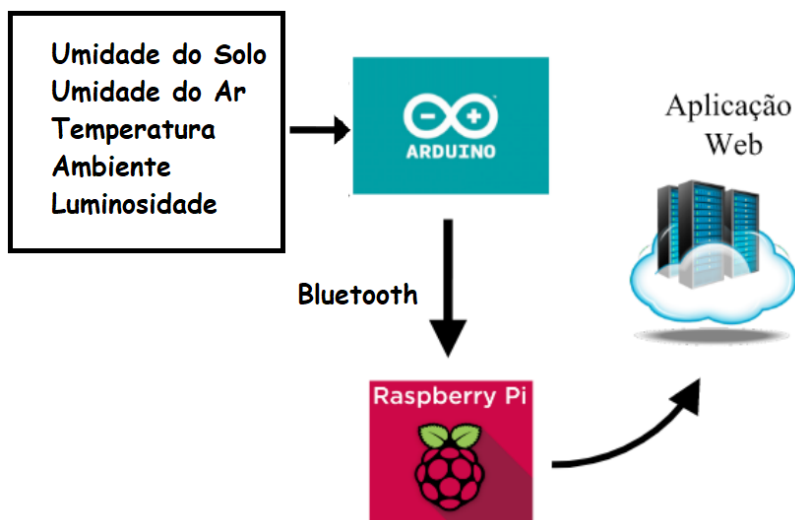 Umidade do Solo
Umidade do Ar
Temperatura
Ambiente
Luminosidade
ARDUINO
Aplicação
Web
Bluetooth
Raspberry Pi